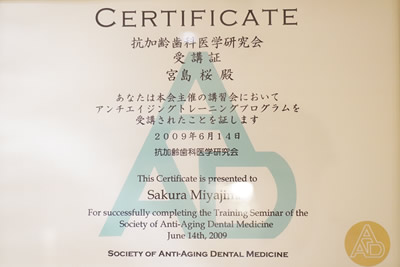 CERTIFICATE
抗加齢歯科医学研究会
受講証
宮島 桜 殿
あなたは本会主催の講習会において
アンチエイジングトレーニングプログラムを
受講されたことを証します
2009年6月14日
抗加齢歯科医学研究会
This Certificate is presented to
Sakura Miyajima
For successfully completing the Training Seminar of the
Society of Anti-Aging Dental Medicine
June 14th, 2009
SOCIETY OF ANTI-AGING DENTAL MEDICINE